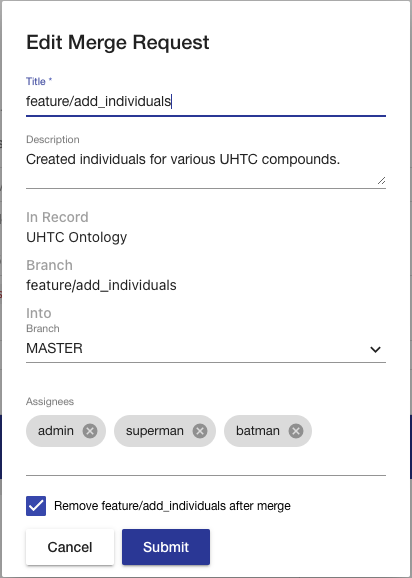 Edit Merge Request
Title *
feature/add_individuals
Description
Created individuals for various UHTC compounds.
In Record
UHTC Ontology
Branch
feature/add_individuals
Into
Branch
MASTER
Assignees
admin superman batman
Remove feature/add_individuals after merge
Cancel Submit